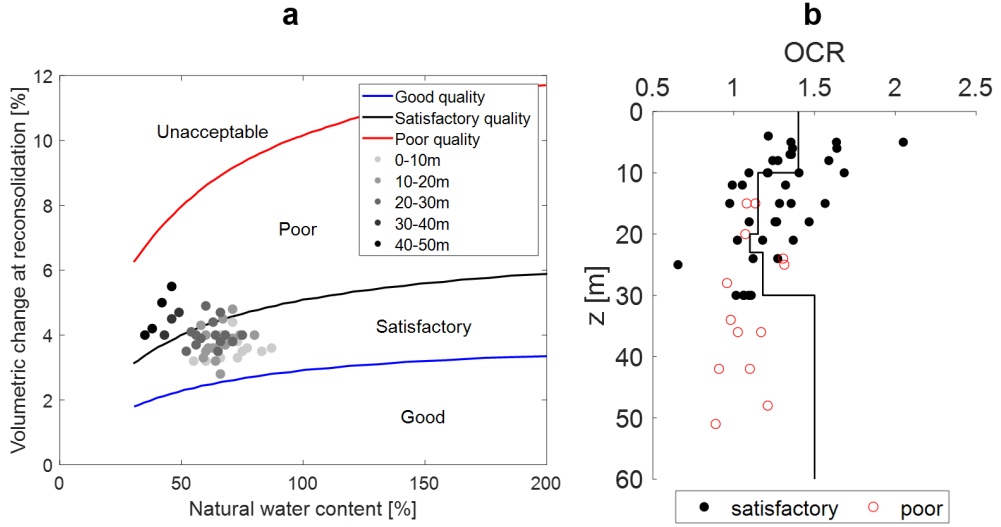 a
Volumetric change at reconsolidation [%]
12
10
8
6
4
2
0
0
50
100
150
200
Natural water content [%]
Good quality
Satisfactory quality
Poor quality
0-10m
10-20m
20-30m
30-40m
40-50m
Unacceptable
Poor
Satisfactory
Good
b
OCR
0.5 1 1.5 2 2.5
0
10
20
30
40
50
60
z [m]
satisfactory poor